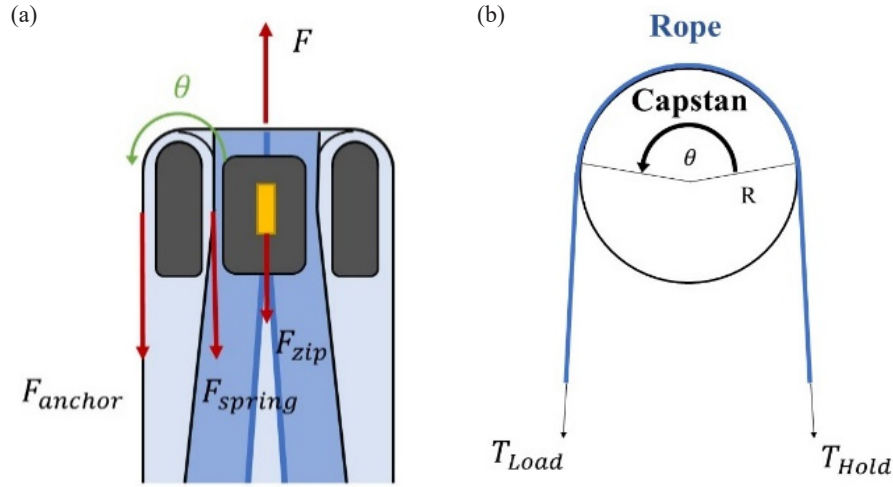 (a)
F
θ
F_anchor
F_spring
F_zip
(b)
Rope
Capstan
θ
R
T_Load
T_Hold